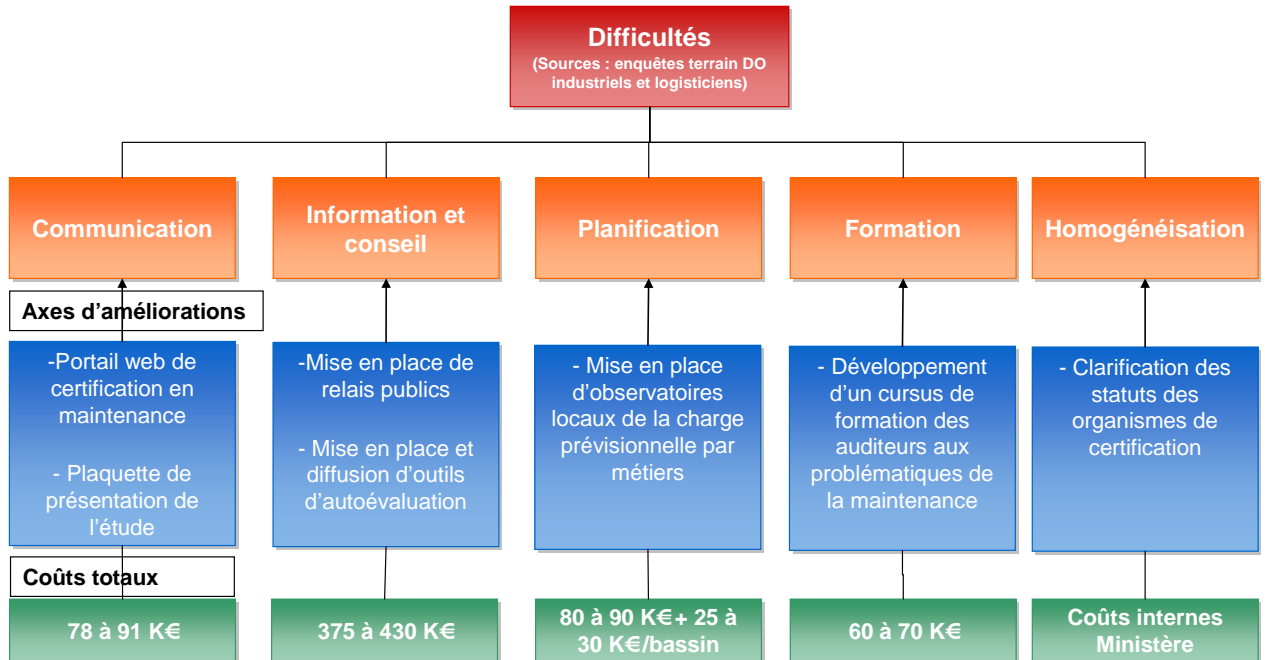 Difficultés
(Sources : enquêtes terrain DO
industriels et logisticiens)
Communication
Information et
conseil
Planification
Formation
Homogénéisation
Axes d’améliorations
-Portail web de
certification en
maintenance
- Plaquette de
présentation de
l’étude
-Mise en place de
relais publics
- Mise en place et
diffusion d’outils
d’autoévaluation
- Mise en place
d’observatoires
locaux de la charge
prévisionnelle par
métiers
- Développement
d’un cursus de
formation des
auditeurs aux
problématiques de
la maintenance
- Clarification des
statuts des
organismes de
certification
Coûts totaux
78 à 91 K€
375 à 430 K€
80 à 90 K€+ 25 à
30 K€/bassin
60 à 70 K€
Coûts internes
Ministère